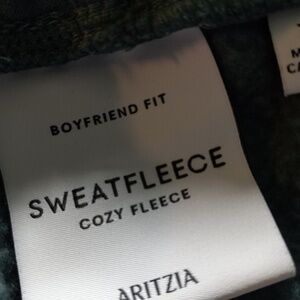 BOYFRIEND FIT
SWEATFLEECE
COZY FLEECE
ARITZIA